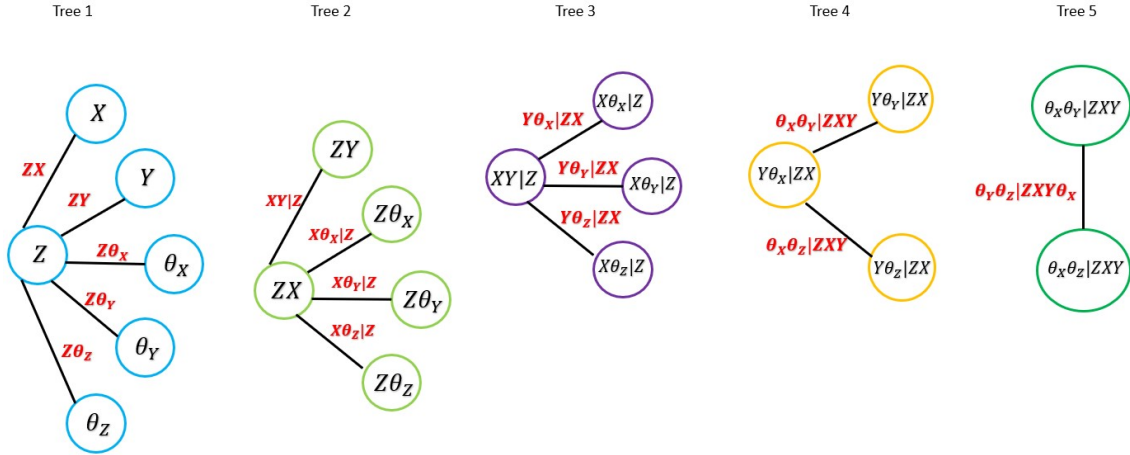 Tree 1
X
ZX
Y
ZY
Z
Zθ_X
θ_X
Zθ_Y
θ_Y
Zθ_Z
θ_Z
Tree 2
ZY
XY|Z
Zθ_X
Xθ_X|Z
ZX
Xθ_Y|Z
Zθ_Y
Xθ_Z|Z
Zθ_Z
Tree 3
Xθ_X|Z
Yθ_X|ZX
XY|Z
Yθ_Y|ZX
Xθ_Y|Z
Yθ_Z|ZX
Xθ_Z|Z
Tree 4
Yθ_Y|ZX
θ_Xθ_Y|ZXY
Yθ_X|ZX
θ_Xθ_Z|ZXY
Yθ_Z|ZX
Tree 5
θ_Xθ_Y|ZXY
θ_Yθ_Z|ZXYθ_X
θ_Xθ_Z|ZXY